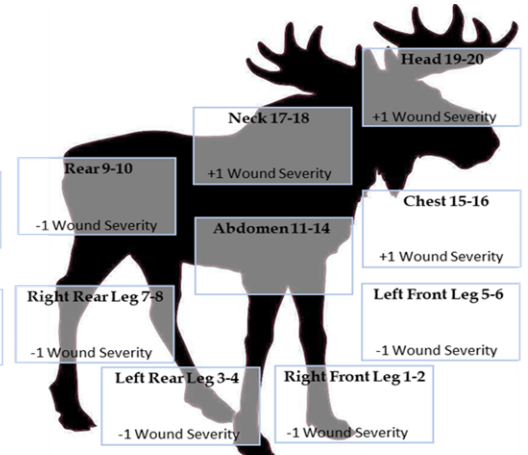 Head 19-20
+1 Wound Severity
Neck 17-18
+1 Wound Severity
Rear 9-10
-1 Wound Severity
Chest 15-16
+1 Wound Severity
Abdomen 11-14
Right Rear Leg 7-8
-1 Wound Severity
Left Front Leg 5-6
-1 Wound Severity
Left Rear Leg 3-4
-1 Wound Severity
Right Front Leg 1-2
-1 Wound Severity